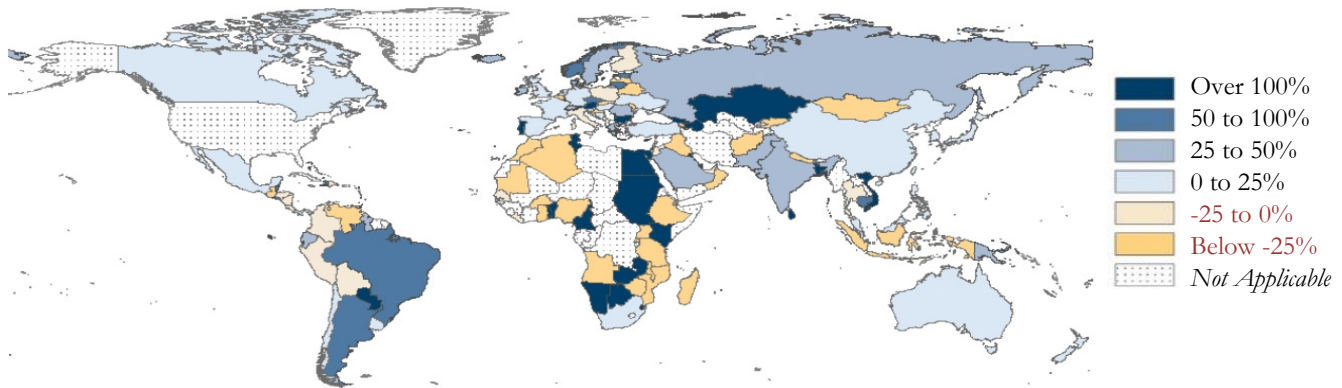 Over 100%
50 to 100%
25 to 50%
0 to 25%
-25 to 0%
Below -25%
Not Applicable